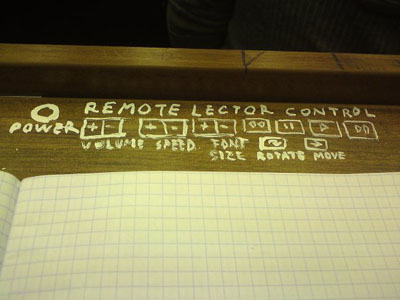 REMOTE LECTOR CONTROL
POWER + - + - + - ◁◁ ▯▯ ▷ ▷▷
VOLUME SPEED FONT SIZE ROTATE MOVE